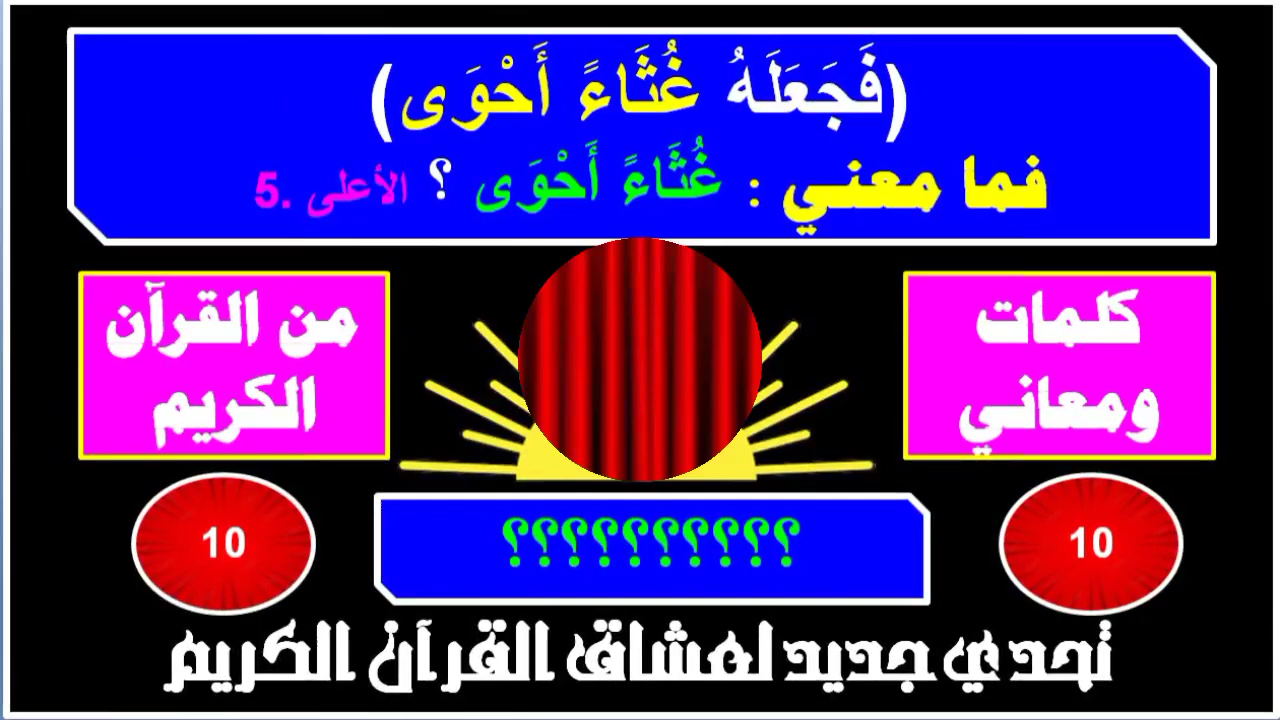 (فَجَعَلَهُ غُثَاءً أَحْوَى)
فما معني : غُثَاءً أَحْوَى ؟ الأعلى .5
كلمات
ومعاني
من القرآن
الكريم
10
10
؟؟؟؟؟؟؟؟؟؟
تحدي جديد لعشاق القرآن الكريم